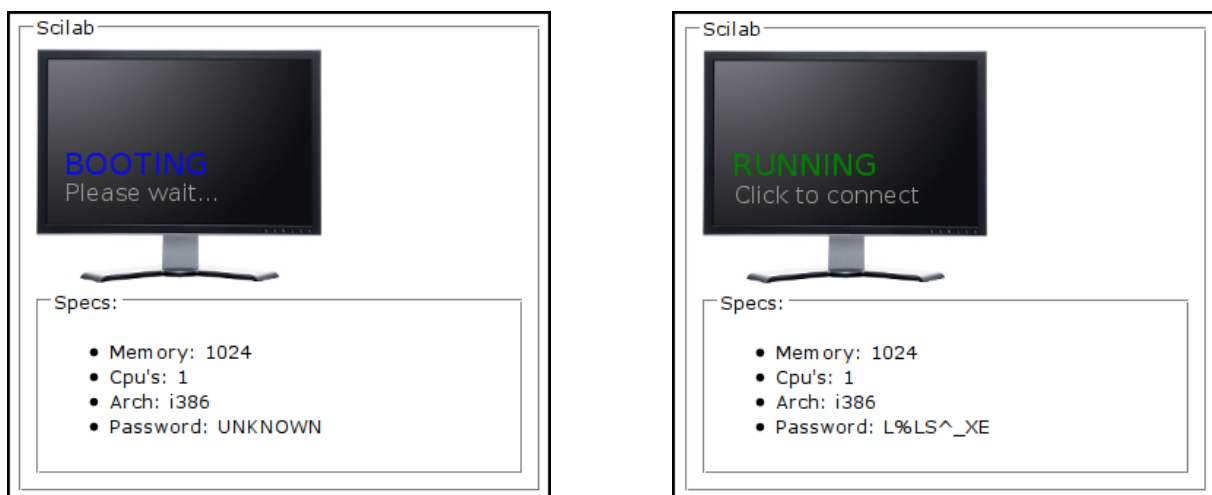 Scilab
BOOTING
Please wait...
Specs:
Memory: 1024
Cpu's: 1
Arch: i386
Password: UNKNOWN
Scilab
RUNNING
Click to connect
Specs:
Memory: 1024
Cpu's: 1
Arch: i386
Password: L%LS^_XE